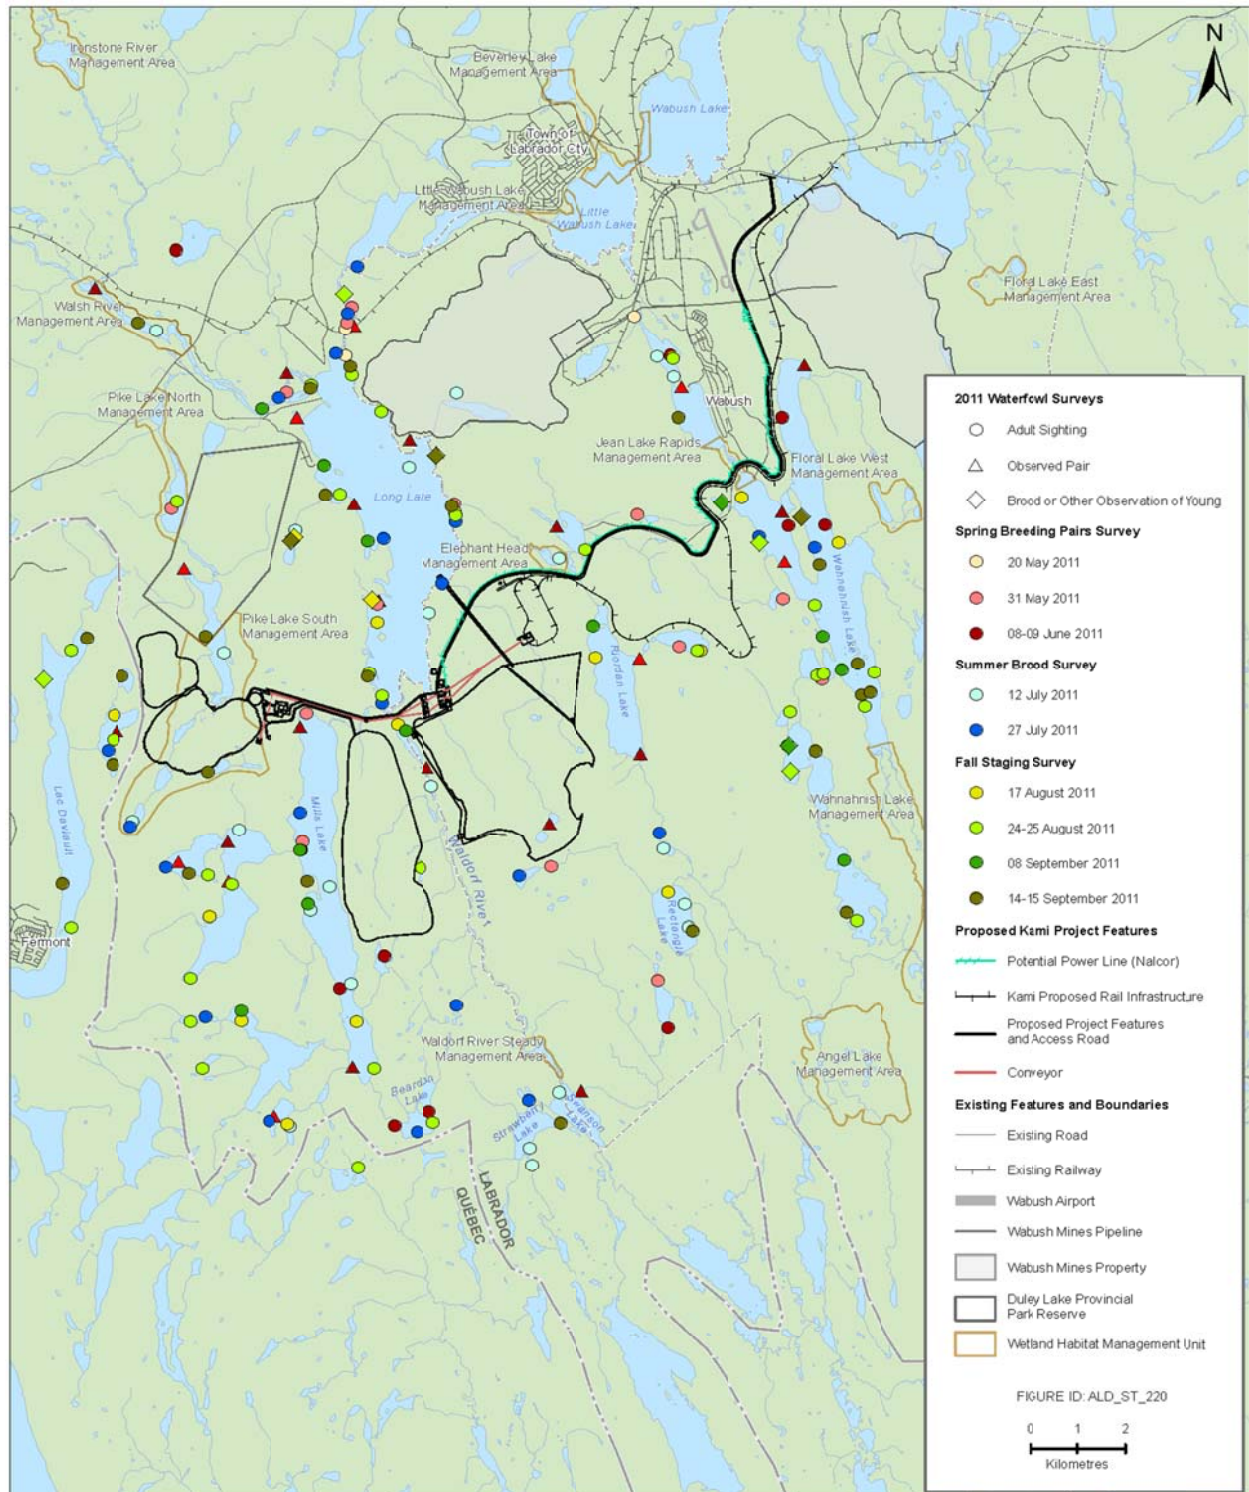 Ironstone River
Management Area
Beverley Lake
Management Area
Wabush Lake
N
Town of
Labrador City
Little Wabush Lake
Management Area
Little
Wabush Lake
Flora Lake East
Management Area
Walsh River
Management Area
Pike Lake North
Management Area
Wabush
Jean Lake Rapids
Management Area
Floral Lake West
Management Area
Long Lake
Elephant Head
Management Area
Wahnahnish Lake
Pike Lake South
Management Area
Riordan Lake
Lac Daviault
Mills Lake
Wahnahnish Lake
Management Area
Waldorf River
Rectangle
Lake
Fermont
Waldorf River Steady
Management Area
Angel Lake
Management Area
Beardin
Lake
Strawberry
Lake
Swanson
Lake
LABRADOR
QUÉBEC
2011 Waterfowl Surveys
Adult Sighting
Observed Pair
Brood or Other Observation of Young
Spring Breeding Pairs Survey
20 May 2011
31 May 2011
08-09 June 2011
Summer Brood Survey
12 July 2011
27 July 2011
Fall Staging Survey
17 August 2011
24-25 August 2011
08 September 2011
14-15 September 2011
Proposed Kami Project Features
Potential Power Line (Nalcor)
Kami Proposed Rail Infrastructure
Proposed Project Features
and Access Road
Conveyor
Existing Features and Boundaries
Existing Road
Existing Railway
Wabush Airport
Wabush Mines Pipeline
Wabush Mines Property
Duley Lake Provincial
Park Reserve
Wetland Habitat Management Unit
FIGURE ID: ALD_ST_220
0 1 2
Kilometres